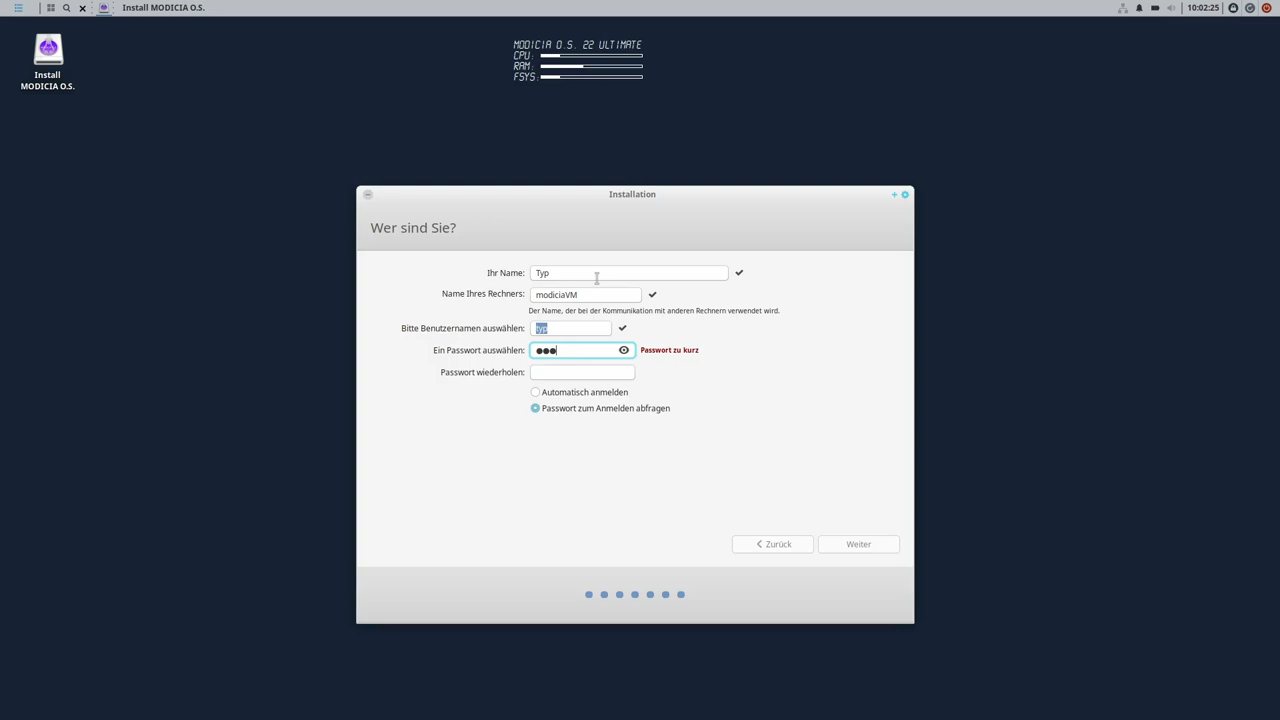 Install MODICIA O.S.
10:02:25
Install
MODICIA O.S.
MODICIA O.S. 22 ULTIMATE
CPU:
RAM:
FSYS:
Installation
Wer sind Sie?
Ihr Name: Typ
Name Ihres Rechners: modiciaVM
Der Name, der bei der Kommunikation mit anderen Rechnern verwendet wird.
Bitte Benutzernamen auswählen: typ
Ein Passwort auswählen: ●●● Passwort zu kurz
Passwort wiederholen:
Automatisch anmelden
Passwort zum Anmelden abfragen
Zurück Weiter